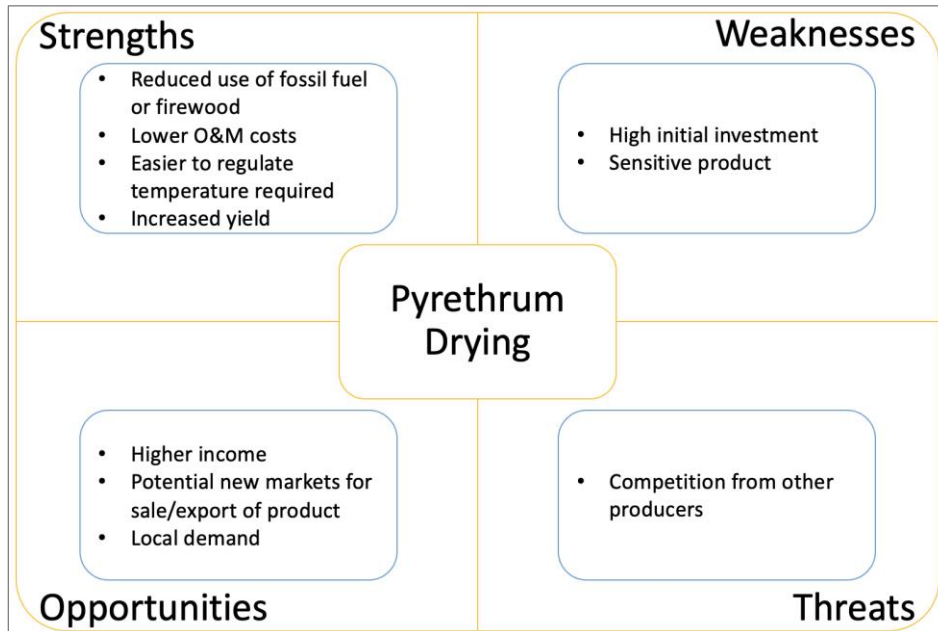 Strengths
• Reduced use of fossil fuel
or firewood
• Lower O&M costs
• Easier to regulate
temperature required
• Increased yield
Weaknesses
• High initial investment
• Sensitive product
Pyrethrum
Drying
• Higher income
• Potential new markets for
sale/export of product
• Local demand
Opportunities
• Competition from other
producers
Threats